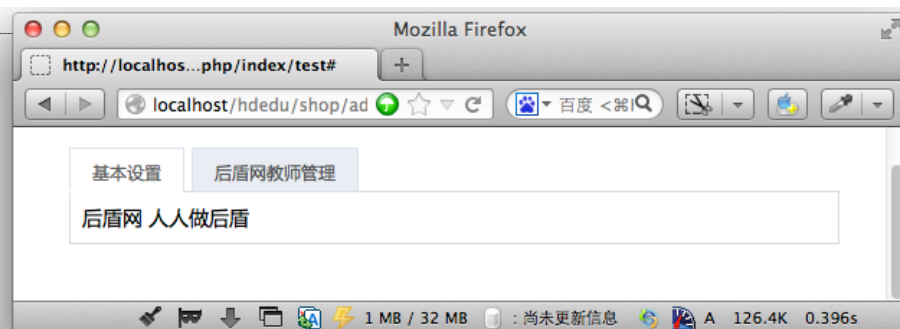 Mozilla Firefox
http://localhos...php/index/test#
localhost/hdedu/shop/ad
百度 <⌘
基本设置 后盾网教师管理
后盾网 人人做后盾
1 MB / 32 MB : 尚未更新信息 A 126.4K 0.396s